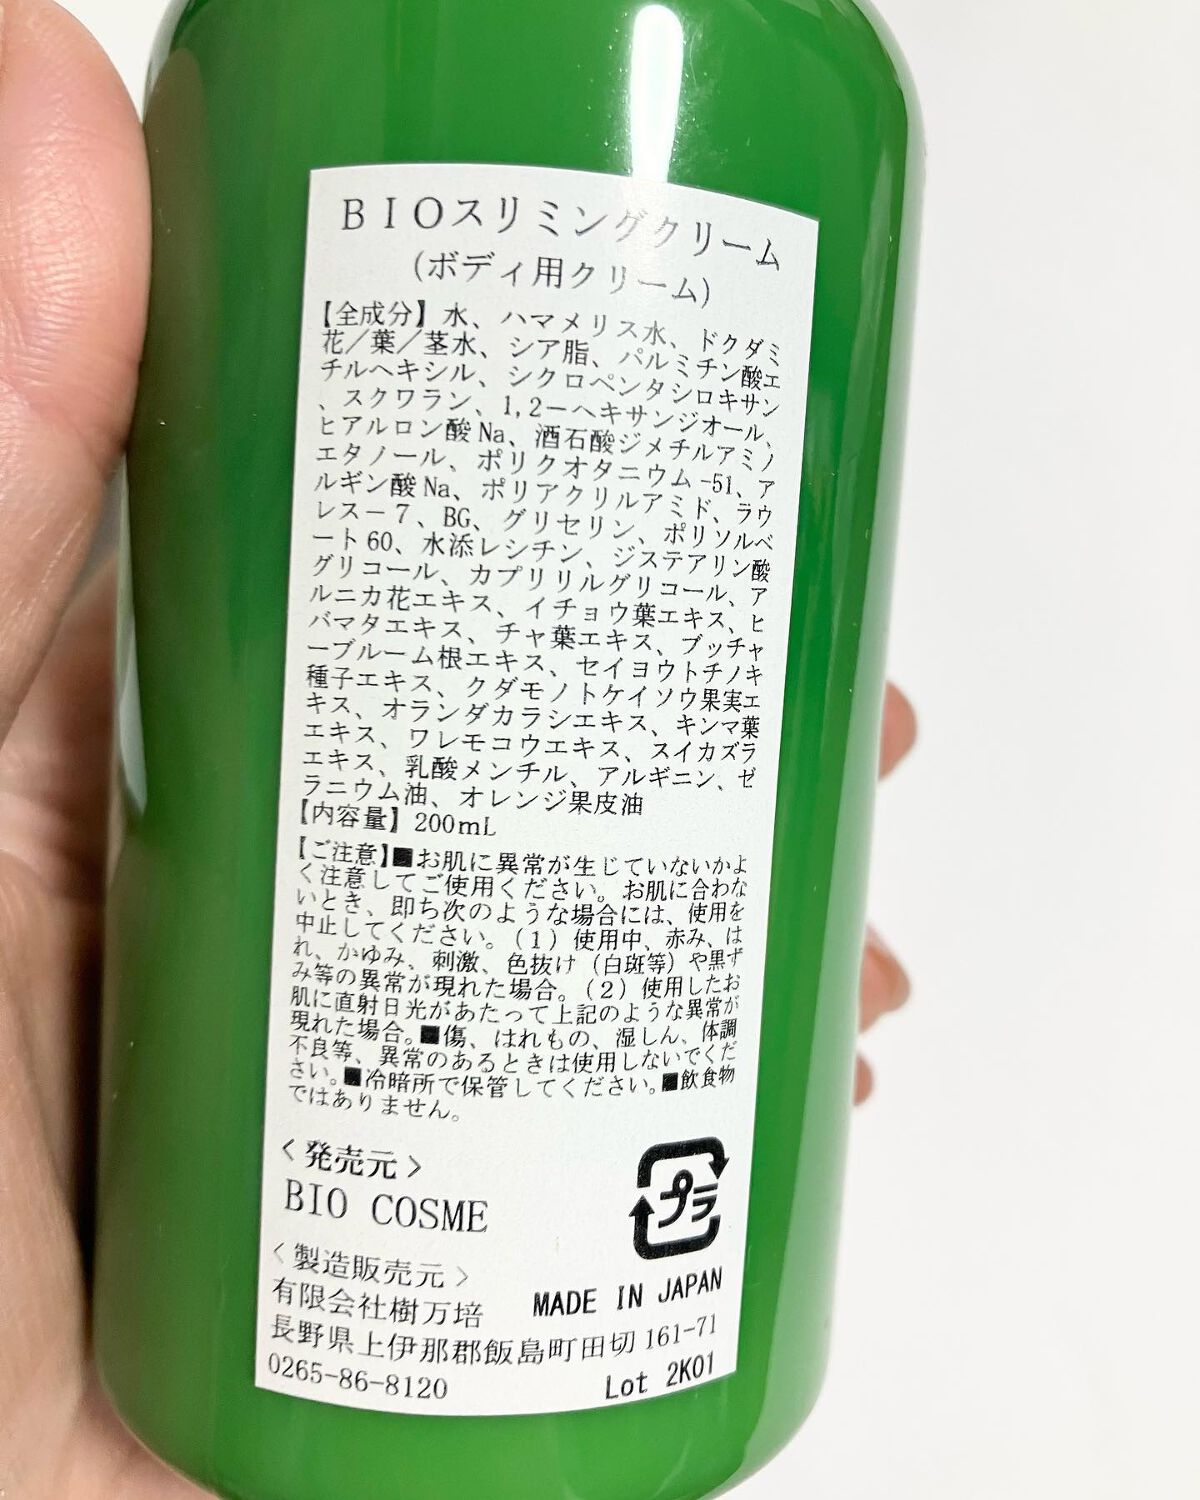 BIOスリミングクリーム
(ボディ用クリーム)
【全成分】水、ハマメリス水、ドクダミ
花／葉／茎水、シア脂、パルミチン酸エ
チルヘキシル、シクロペンタシロキサン
、スクワラン、1,2－ヘキサンジオール、
ヒアルロン酸Na、酒石酸ジメチルアミノ
エタノール、ポリクオタニウム-51、ア
ルギン酸Na、ポリアクリルアミド、ラウ
レス－7、BG、グリセリン、ポリソルベ
ート60、水添レシチン、ジステアリン酸
グリコール、カプリリルグリコール、ア
ルニカ花エキス、イチョウ葉エキス、ヒ
バマタエキス、チャ葉エキス、ブッチャ
ーブルーム根エキス、セイヨウトチノキ
種子エキス、クダモノトケイソウ果実エ
キス、オランダカラシエキス、キンマ葉
エキス、ワレモコウエキス、スイカズラ
エキス、乳酸メンチル、アルギニン、ゼ
ラニウム油、オレンジ果皮油
【内容量】200mL
【ご注意】■お肌に異常が生じていないかよ
く注意してご使用ください。お肌に合わな
いとき、即ち次のような場合には、使用を
中止してください。(1)使用中、赤み、は
れ、かゆみ、刺激、色抜け(白斑等)や黒ず
み等の異常が現れた場合。(2)使用したお
肌に直射日光があたって上記のような異常が
現れた場合。■傷、はれもの、湿しん、体調
不良等、異常のあるときは使用しないでくだ
さい。■冷暗所で保管してください。■飲食物
ではありません。
<発売元>
BIO COSME
プラ
<製造販売元>
有限会社樹万培
MADE IN JAPAN
長野県上伊那郡飯島町田切161-71
0265-86-8120
Lot 2K01